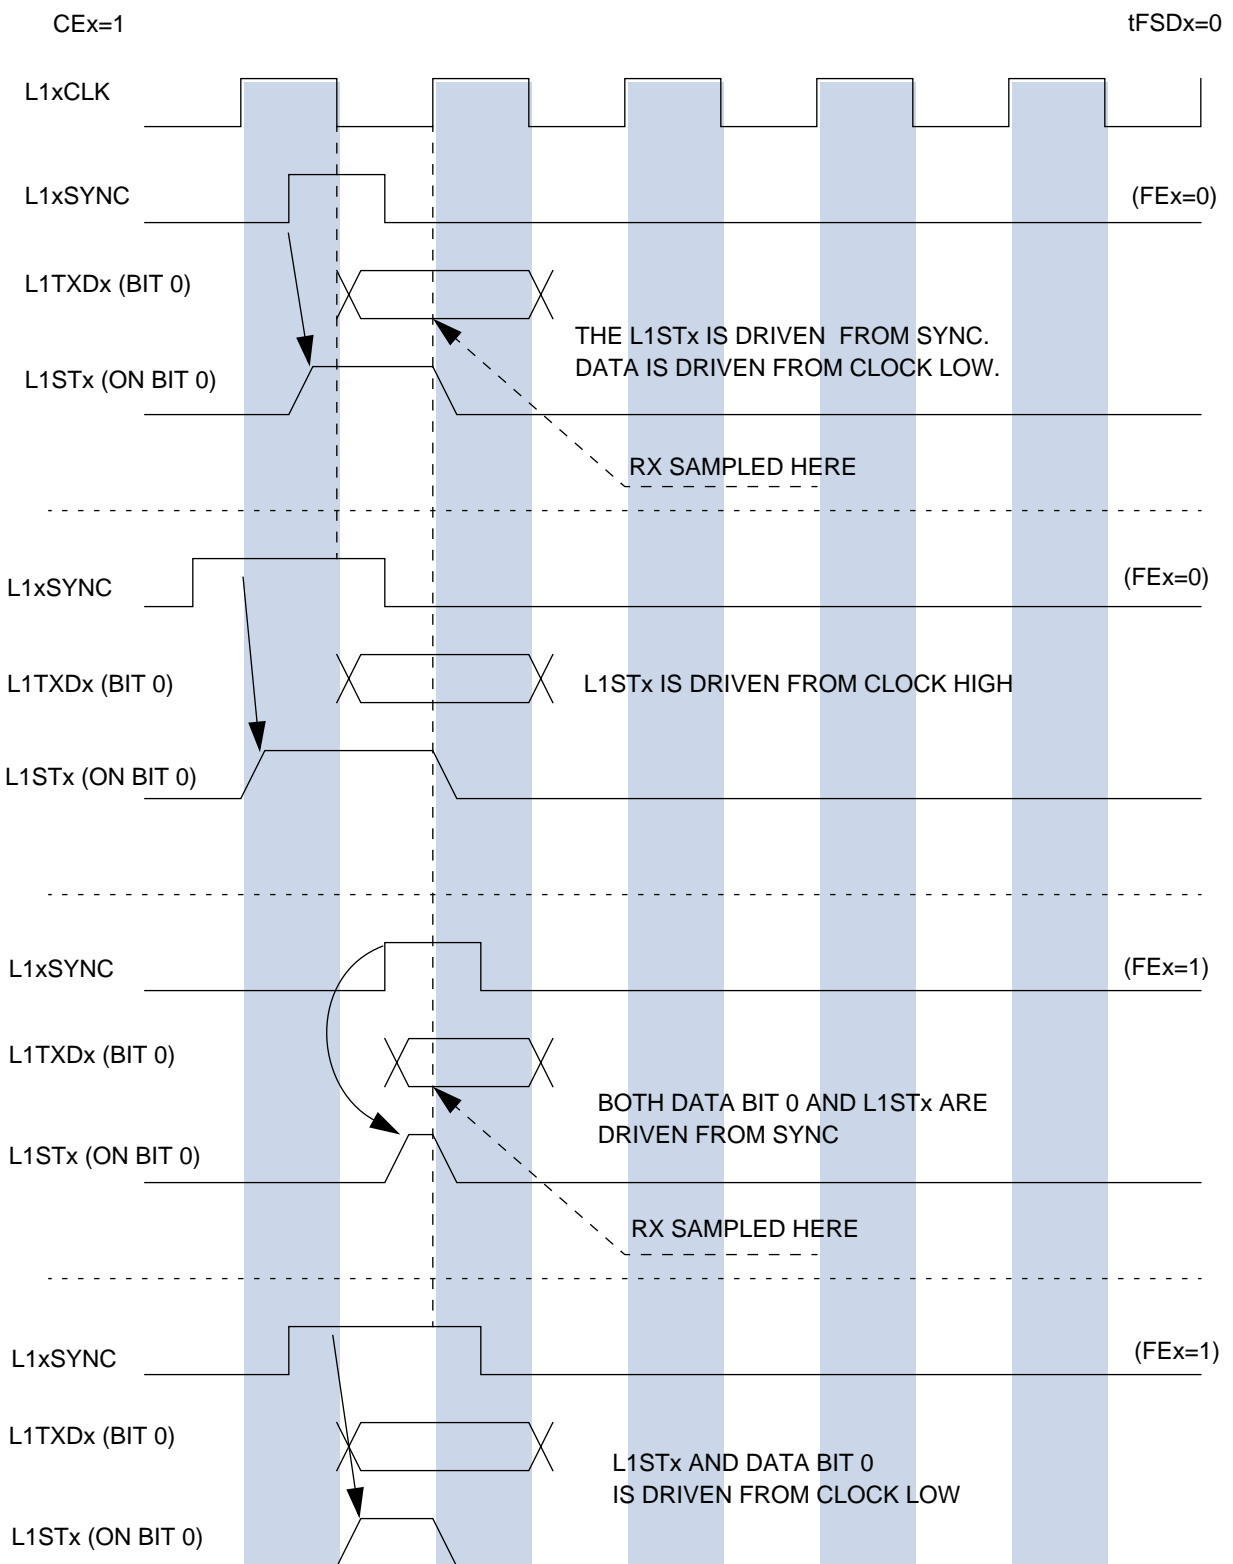 CEx=1
tFSDx=0
L1xCLK
L1xSYNC
(FEx=0)
L1TXDx (BIT 0)
THE L1STx IS DRIVEN FROM SYNC.
DATA IS DRIVEN FROM CLOCK LOW.
L1STx (ON BIT 0)
RX SAMPLED HERE
L1xSYNC
(FEx=0)
L1TXDx (BIT 0)
L1STx IS DRIVEN FROM CLOCK HIGH
L1STx (ON BIT 0)
L1xSYNC
(FEx=1)
L1TXDx (BIT 0)
BOTH DATA BIT 0 AND L1STx ARE
DRIVEN FROM SYNC
L1STx (ON BIT 0)
RX SAMPLED HERE
L1xSYNC
(FEx=1)
L1TXDx (BIT 0)
L1STx AND DATA BIT 0
IS DRIVEN FROM CLOCK LOW
L1STx (ON BIT 0)